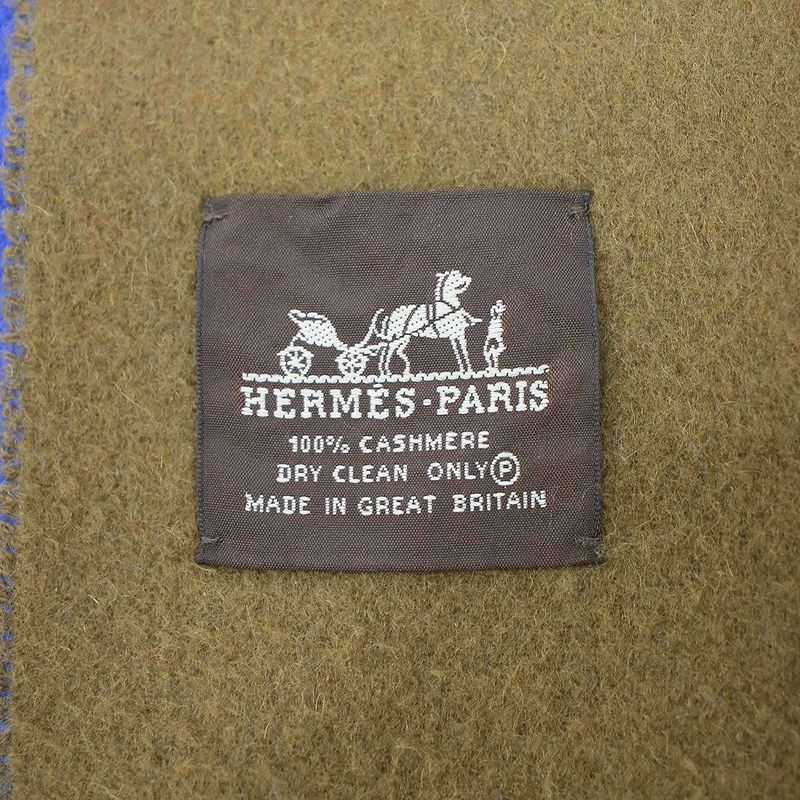 HERMÈS-PARIS
100% CASHMERE
DRY CLEAN ONLY Ⓟ
MADE IN GREAT BRITAIN